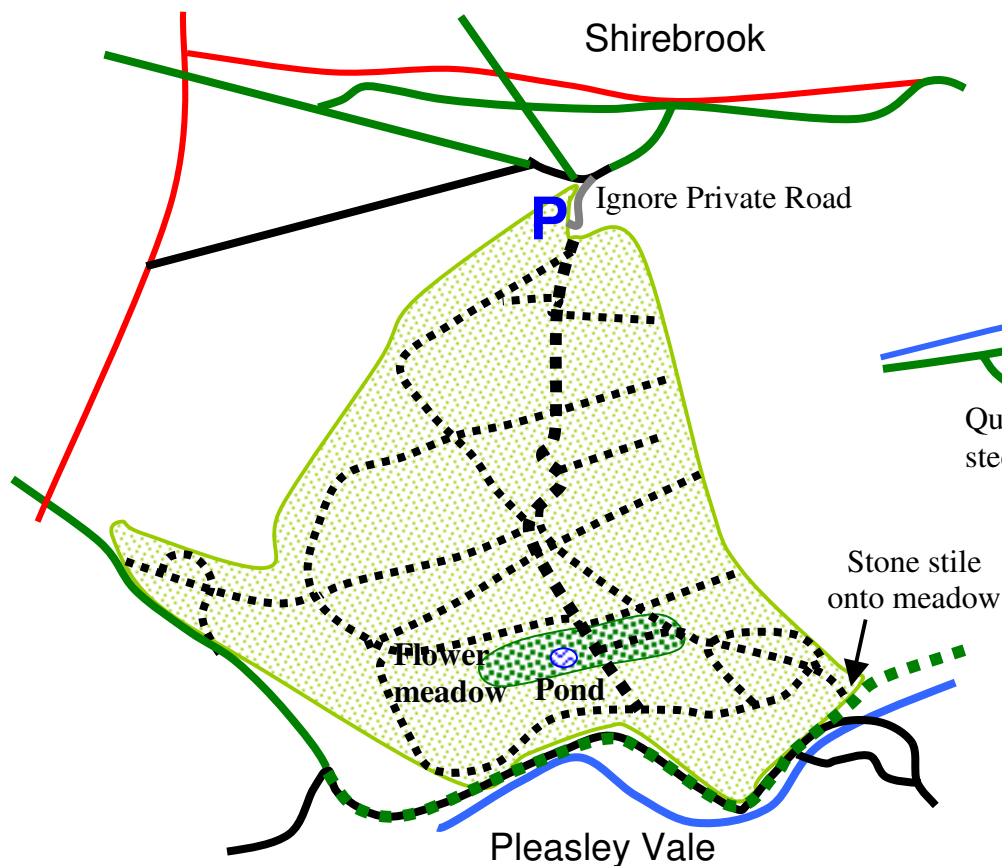 Shirebrook
P
Ignore Private Road
Stone stile
onto meadow
Flower
meadow
Pond
Pleasley Vale